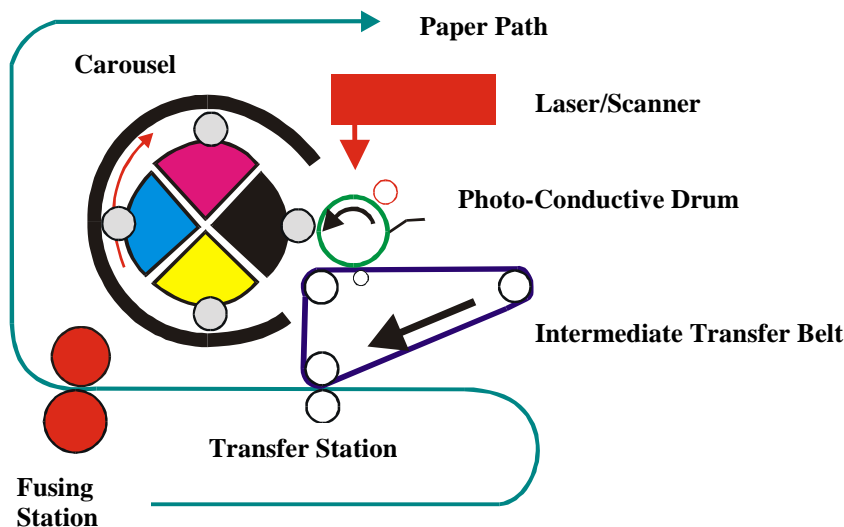 Paper Path
Carousel
Laser/Scanner
Photo-Conductive Drum
Intermediate Transfer Belt
Transfer Station
Fusing
Station